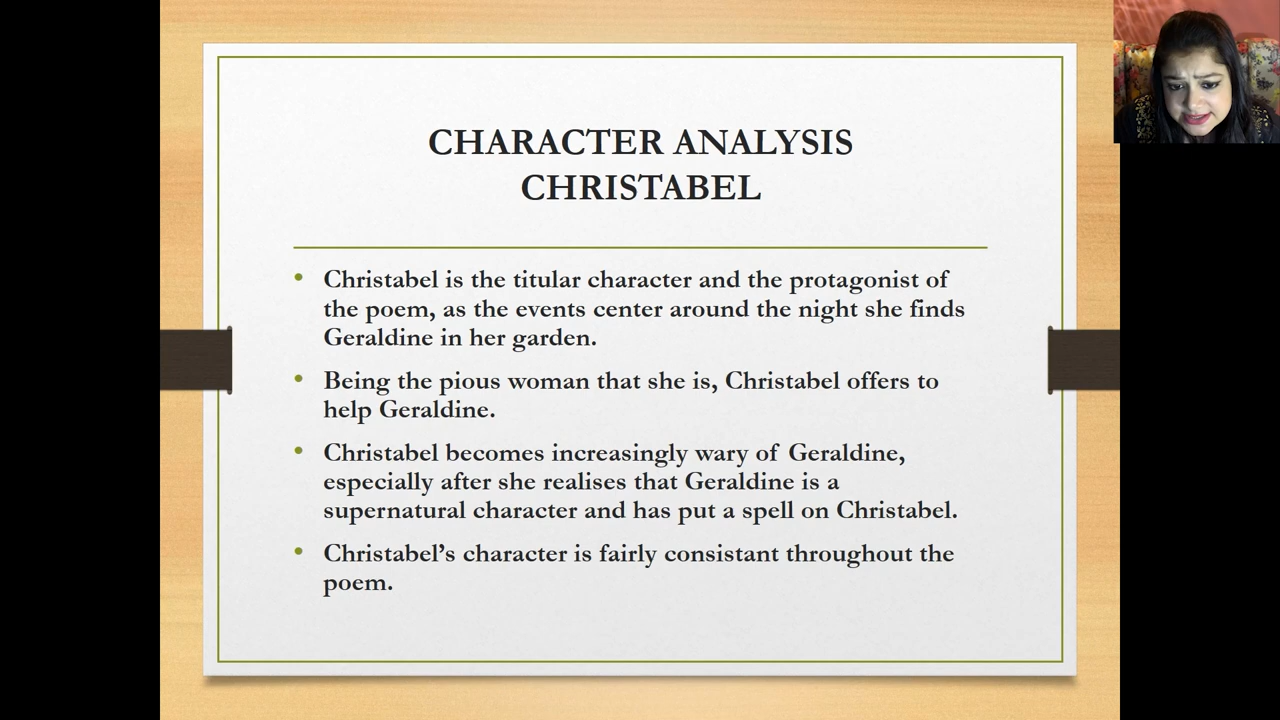 CHARACTER ANALYSIS
CHRISTABEL
• Christabel is the titular character and the protagonist of
the poem, as the events center around the night she finds
Geraldine in her garden.
• Being the pious woman that she is, Christabel offers to
help Geraldine.
• Christabel becomes increasingly wary of Geraldine,
especially after she realises that Geraldine is a
supernatural character and has put a spell on Christabel.
• Christabel’s character is fairly consistant throughout the
poem.